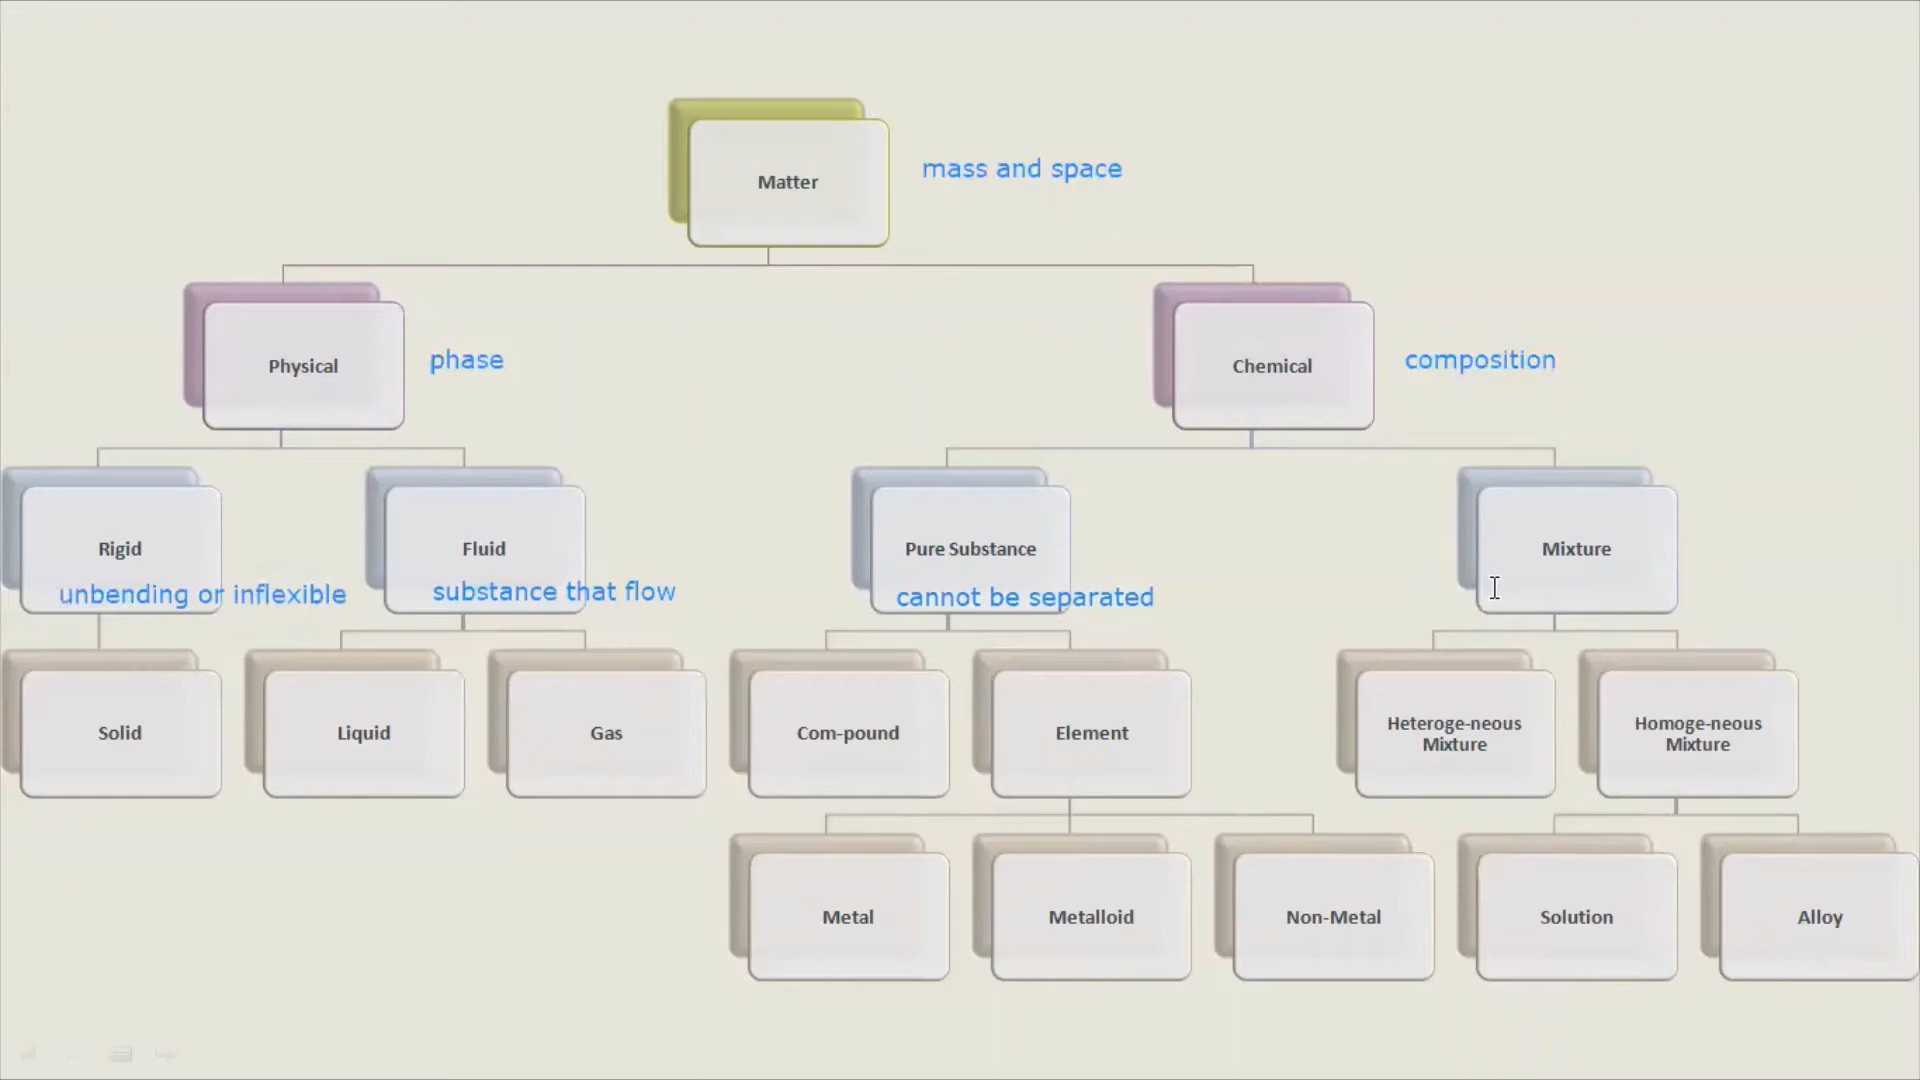 Matter
mass and space
Physical
phase
Chemical
composition
Rigid
unbending or inflexible
Fluid
substance that flow
Pure Substance
cannot be separated
Mixture
Solid
Liquid
Gas
Com-pound
Element
Heteroge-neous
Mixture
Homoge-neous
Mixture
Metal
Metalloid
Non-Metal
Solution
Alloy